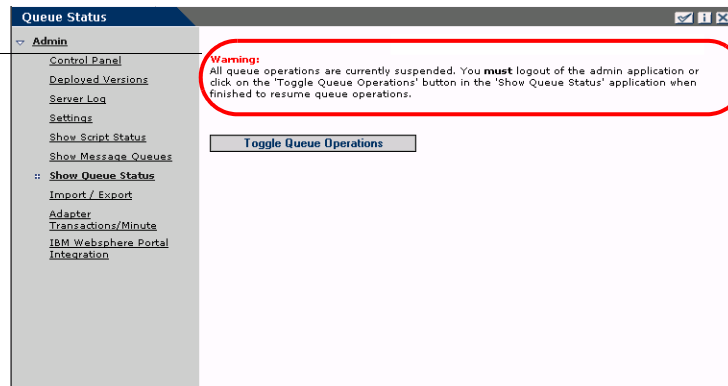 Queue Status
Admin
Control Panel
Deployed Versions
Server Log
Settings
Show Script Status
Show Message Queues
Show Queue Status
Import / Export
Adapter
Transactions/Minute
IBM Websphere Portal
Integration
Warning:
All queue operations are currently suspended. You must logout of the admin application or
click on the 'Toggle Queue Operations' button in the 'Show Queue Status' application when
finished to resume queue operations.
Toggle Queue Operations